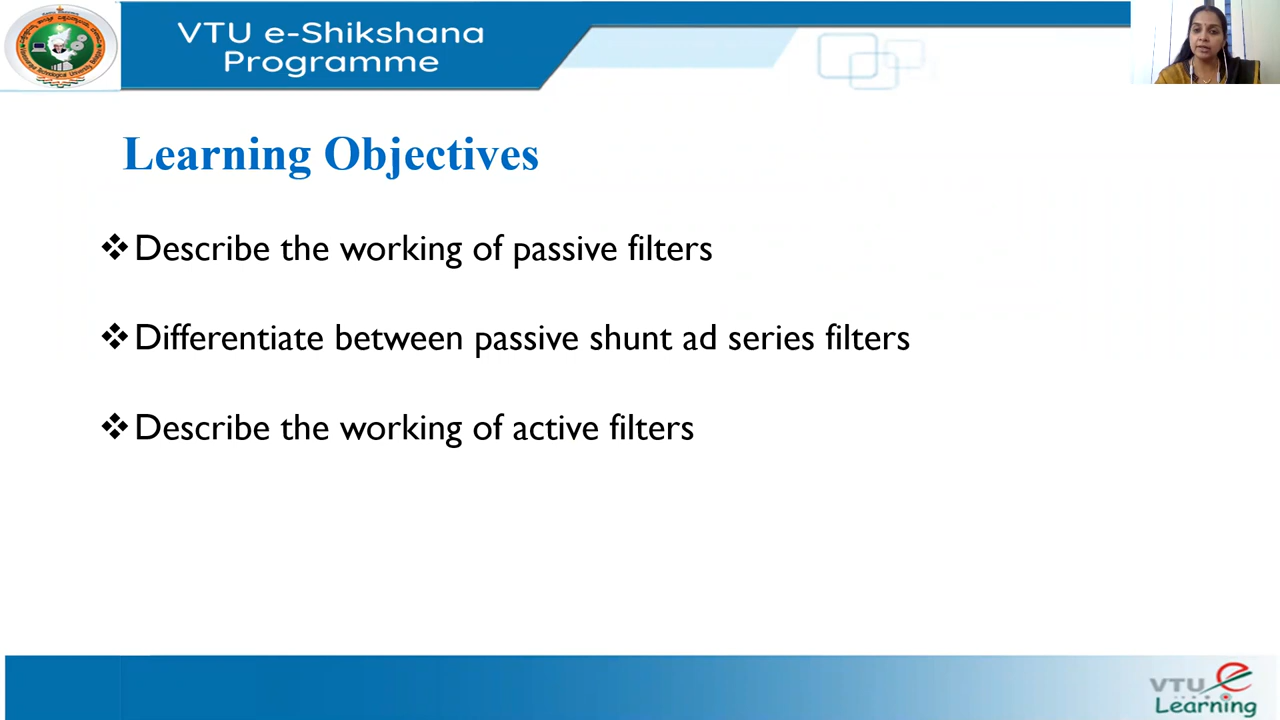 VTU e-Shikshana
Programme
Learning Objectives
❖Describe the working of passive filters
❖Differentiate between passive shunt ad series filters
❖Describe the working of active filters
VTU e
Learning